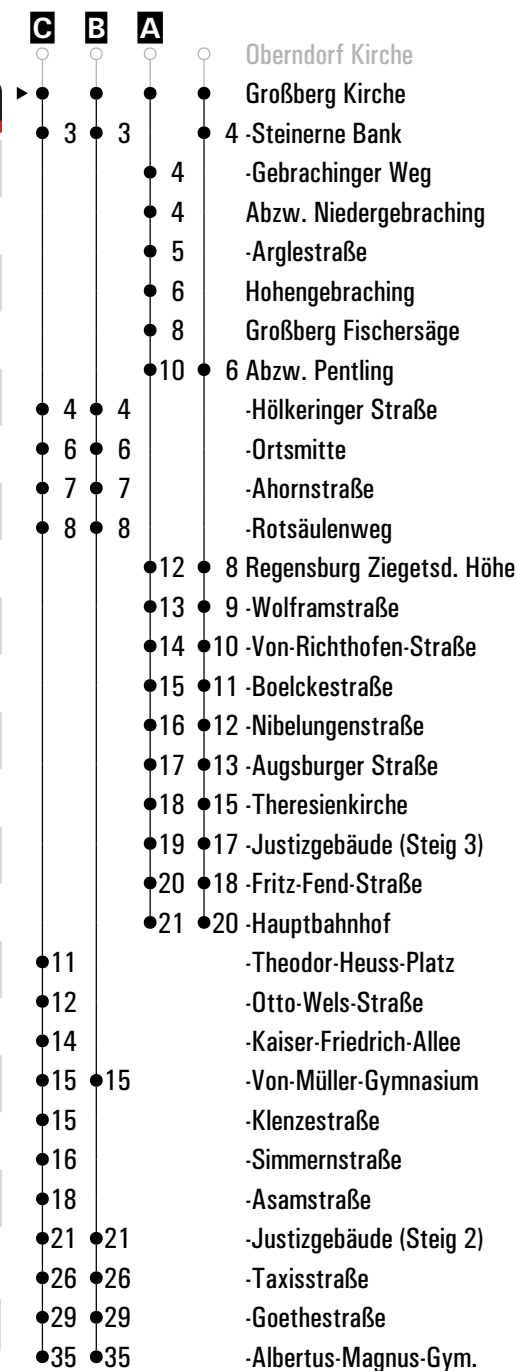 C B A
Oberndorf Kirche
Großberg Kirche
3 3 4 -Steinerne Bank
4 -Gebrachinger Weg
4 Abzw. Niedergebraching
5 -Arglestraße
6 Hohengebraching
8 Großberg Fischersäge
10 6 Abzw. Pentling
4 4 -Hölkeringer Straße
6 6 -Ortsmitte
7 7 -Ahornstraße
8 8 -Rotsäulenweg
12 8 Regensburg Ziegetsd. Höhe
13 9 -Wolframstraße
14 10 -Von-Richthofen-Straße
15 11 -Boelckestraße
16 12 -Nibelungenstraße
17 13 -Augsburger Straße
18 15 -Theresienkirche
19 17 -Justizgebäude (Steig 3)
20 18 -Fritz-Fend-Straße
21 20 -Hauptbahnhof
11 -Theodor-Heuss-Platz
12 -Otto-Wels-Straße
14 -Kaiser-Friedrich-Allee
15 15 -Von-Müller-Gymnasium
15 -Klenzestraße
16 -Simmernstraße
18 -Asamstraße
21 21 -Justizgebäude (Steig 2)
26 26 -Taxisstraße
29 29 -Goethestraße
35 35 -Albertus-Magnus-Gym.